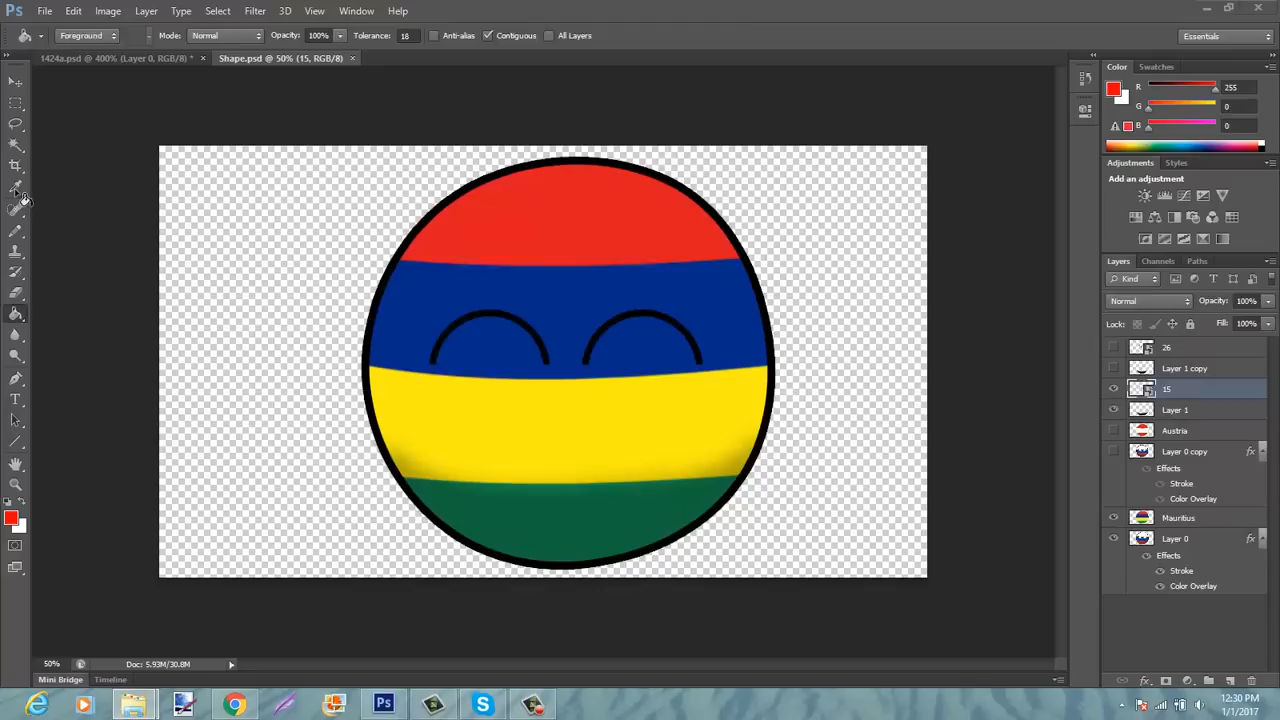 Ps File Edit Image Layer Type Select Filter 3D View Window Help
Foreground Mode: Normal Opacity: 100% Tolerance: 18 Anti-alias Contiguous All Layers Essentials
1424a.psd @ 400% (Layer 0, RGB/8) * × Shape.psd @ 50% (15, RGB/8) ×
Color Swatches
R 255
G 0
B 0
Adjustments Styles
Add an adjustment
Layers Channels Paths
Kind
Normal Opacity: 100%
Lock: Fill: 100%
26
Layer 1 copy
15
Layer 1
Austria
Layer 0 copy fx
Effects
Stroke
Color Overlay
Mauritius
Layer 0 fx
Effects
Stroke
Color Overlay
50% Doc: 5.93M/30.8M
Mini Bridge Timeline
Ps
12:30 PM
1/1/2017